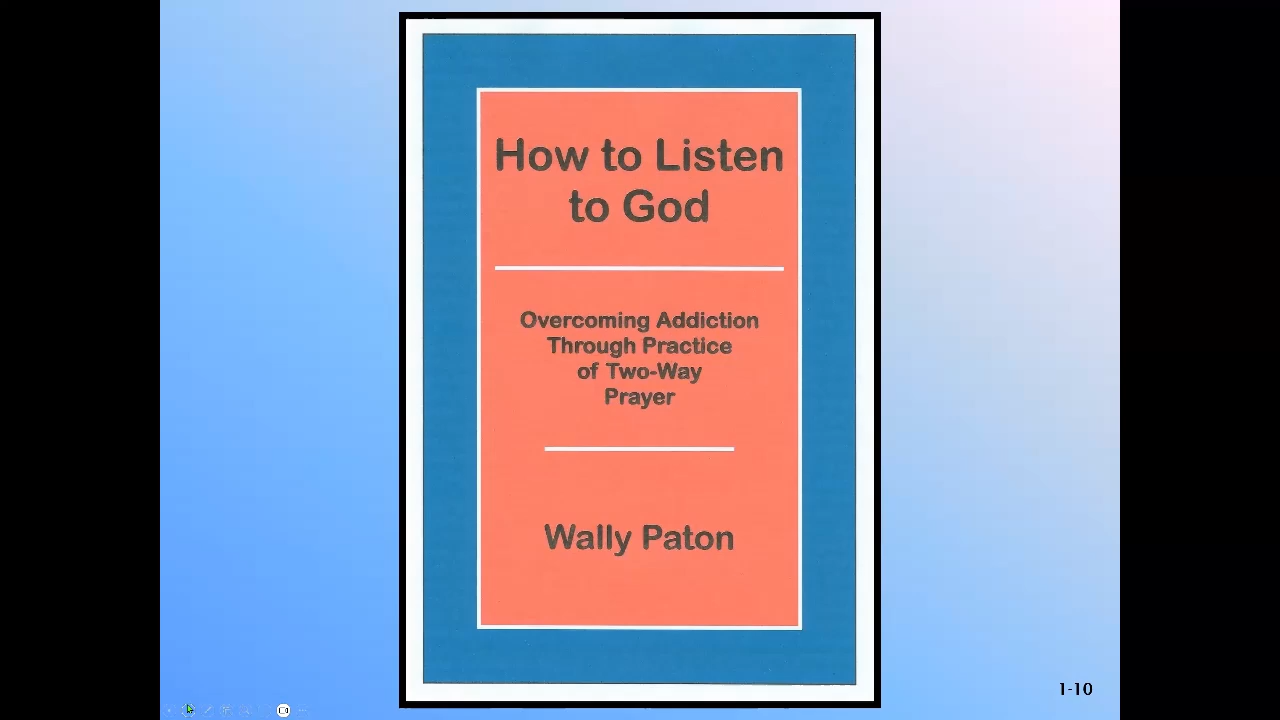 How to Listen
to God
Overcoming Addiction
Through Practice
of Two-Way
Prayer
Wally Paton
1-10